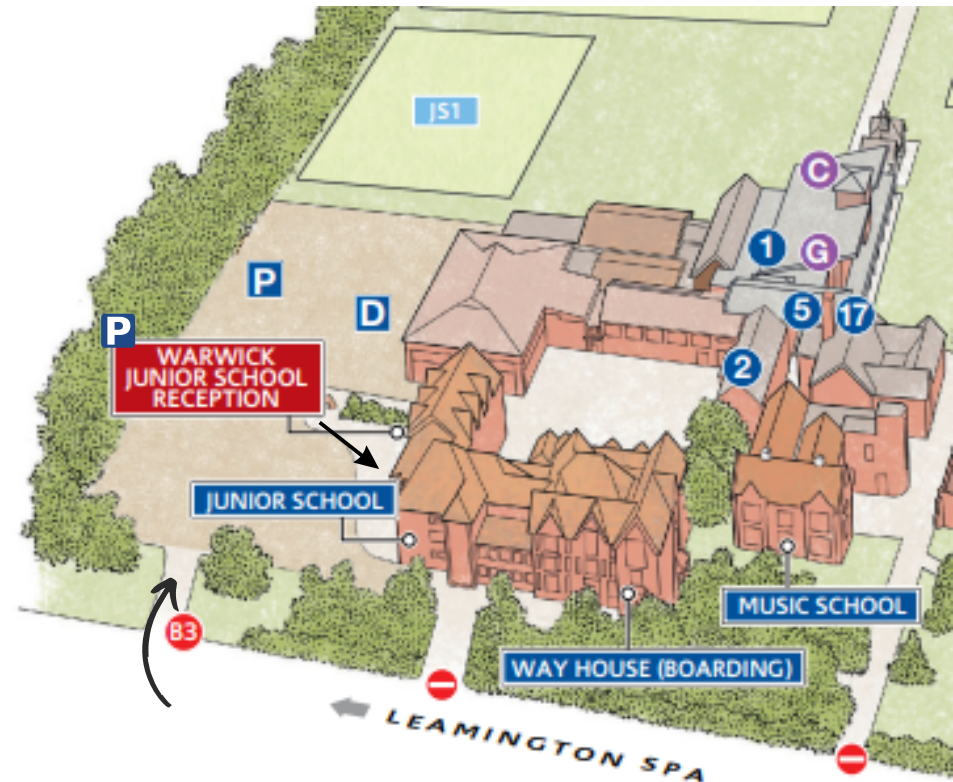 JS1
C
1
G
P
D
5
17
P
WARWICK
JUNIOR SCHOOL
RECEPTION
2
JUNIOR SCHOOL
MUSIC SCHOOL
B3
WAY HOUSE (BOARDING)
LEAMINGTON SPA